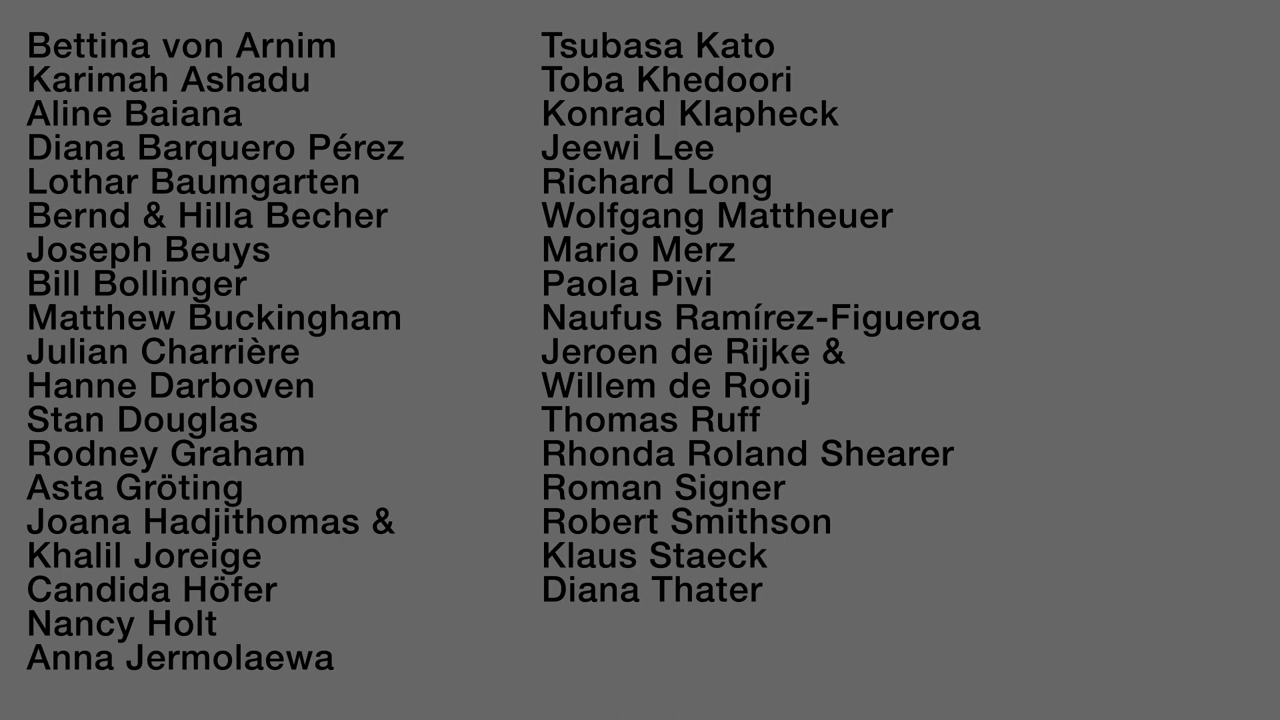 Bettina von Arnim
Karimah Ashadu
Aline Baiana
Diana Barquero Pérez
Lothar Baumgarten
Bernd & Hilla Becher
Joseph Beuys
Bill Bollinger
Matthew Buckingham
Julian Charrière
Hanne Darboven
Stan Douglas
Rodney Graham
Asta Gröting
Joana Hadjithomas &
Khalil Joreige
Candida Höfer
Nancy Holt
Anna Jermolaewa
Tsubasa Kato
Toba Khedoori
Konrad Klapheck
Jeewi Lee
Richard Long
Wolfgang Mattheuer
Mario Merz
Paola Pivi
Naufus Ramírez-Figueroa
Jeroen de Rijke &
Willem de Rooij
Thomas Ruff
Rhonda Roland Shearer
Roman Signer
Robert Smithson
Klaus Staeck
Diana Thater